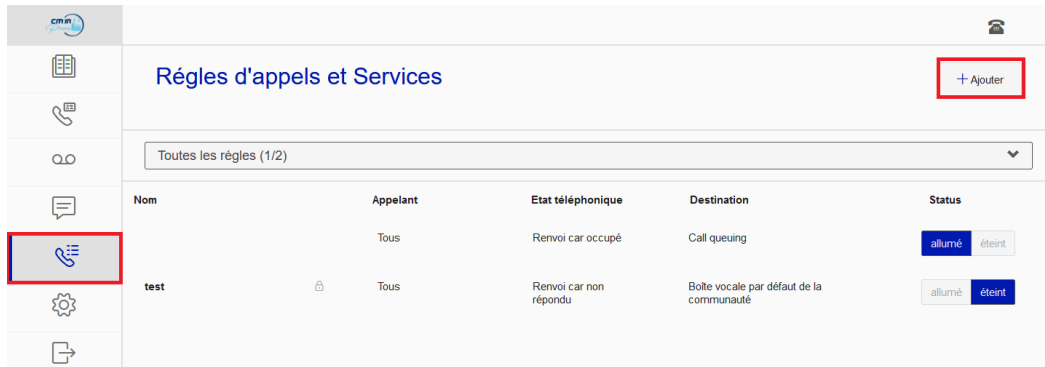 cm in
Régles d'appels et Services
+ Ajouter
Toutes les régles (1/2)
Nom Appelant Etat téléphonique Destination Status
Tous Renvoi car occupé Call queuing allumé éteint
test Tous Renvoi car non répondu Boîte vocale par défaut de la communauté allumé éteint